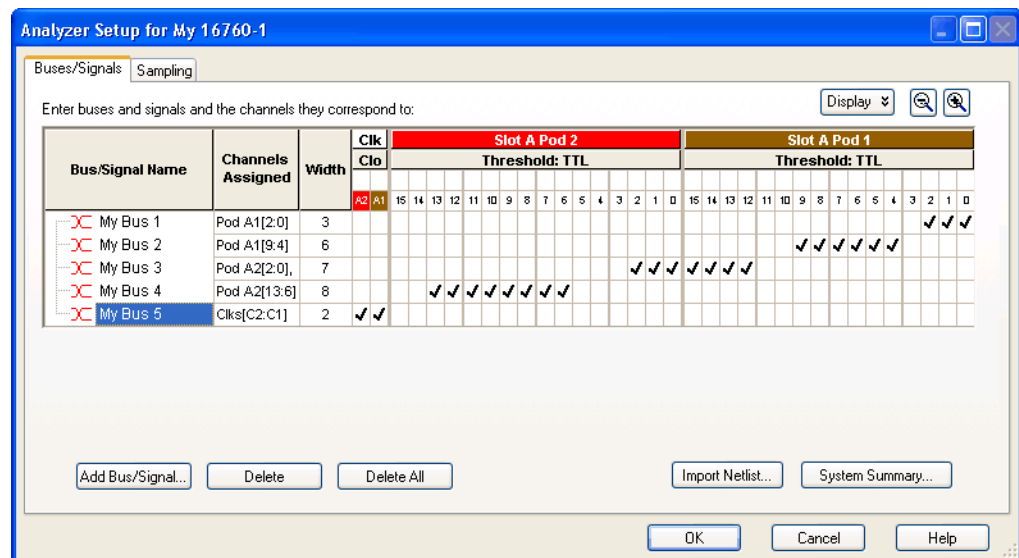 Analyzer Setup for My 16760-1
Buses/Signals Sampling
Enter buses and signals and the channels they correspond to:
Display
Bus/Signal Name Channels Assigned Width Clk Slot A Pod 2 Slot A Pod 1
Clo Threshold: TTL Threshold: TTL
A2 A1 15 14 13 12 11 10 9 8 7 6 5 4 3 2 1 0 15 14 13 12 11 10 9 8 7 6 5 4 3 2 1 0
My Bus 1 Pod A1[2:0] 3
My Bus 2 Pod A1[9:4] 6
My Bus 3 Pod A2[2:0], 7
My Bus 4 Pod A2[13:6] 8
My Bus 5 Clks[C2:C1] 2
Add Bus/Signal... Delete Delete All Import Netlist... System Summary...
OK Cancel Help